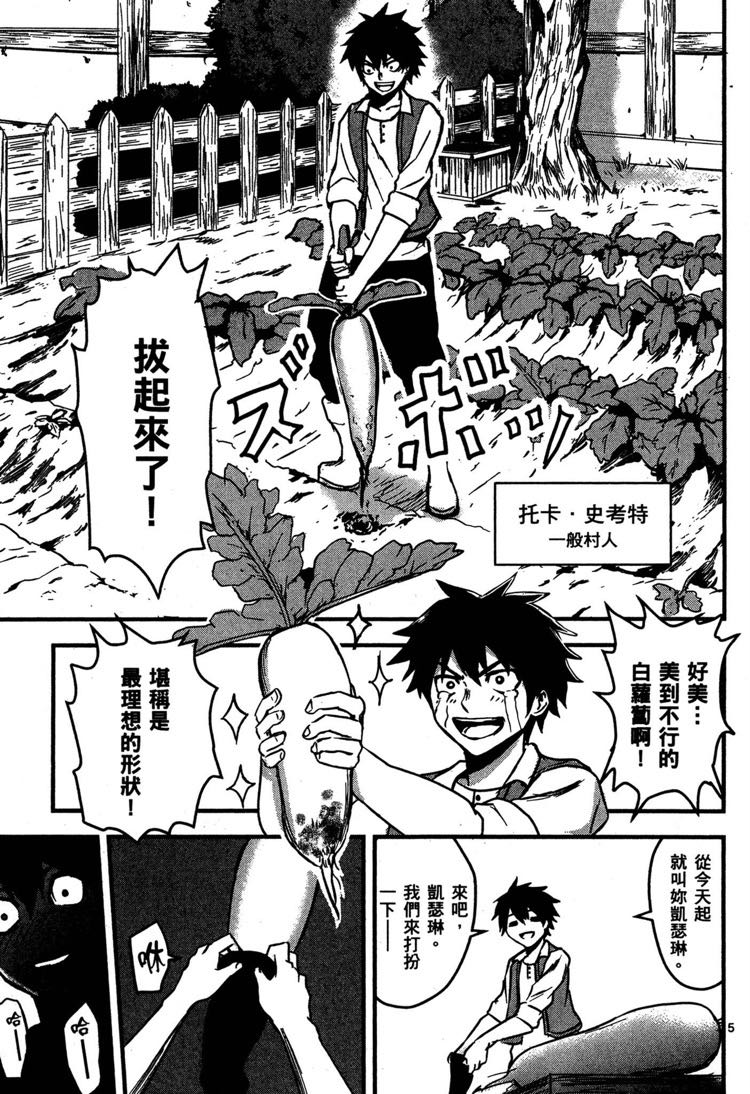 拔起來了！
ズボッ
托卡・史考特
一般村人
好美…
美到不行的
白蘿蔔啊！
堪稱是
最理想的形狀！
從今天起
就叫妳凱瑟琳。
來吧，
凱瑟琳。
我們來打扮
一下──
咻
哈─
哈─
5